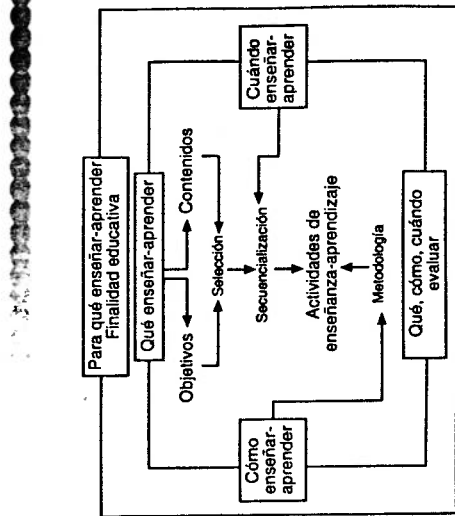 Para qué enseñar-aprender
Finalidad educativa
Qué enseñar-aprender
Objetivos
Contenidos
Selección
Cómo
enseñar-
aprender
Cuándo
enseñar-
aprender
Secuencialización
Actividades de
enseñanza-aprendizaje
Metodología
Qué, cómo, cuándo
evaluar